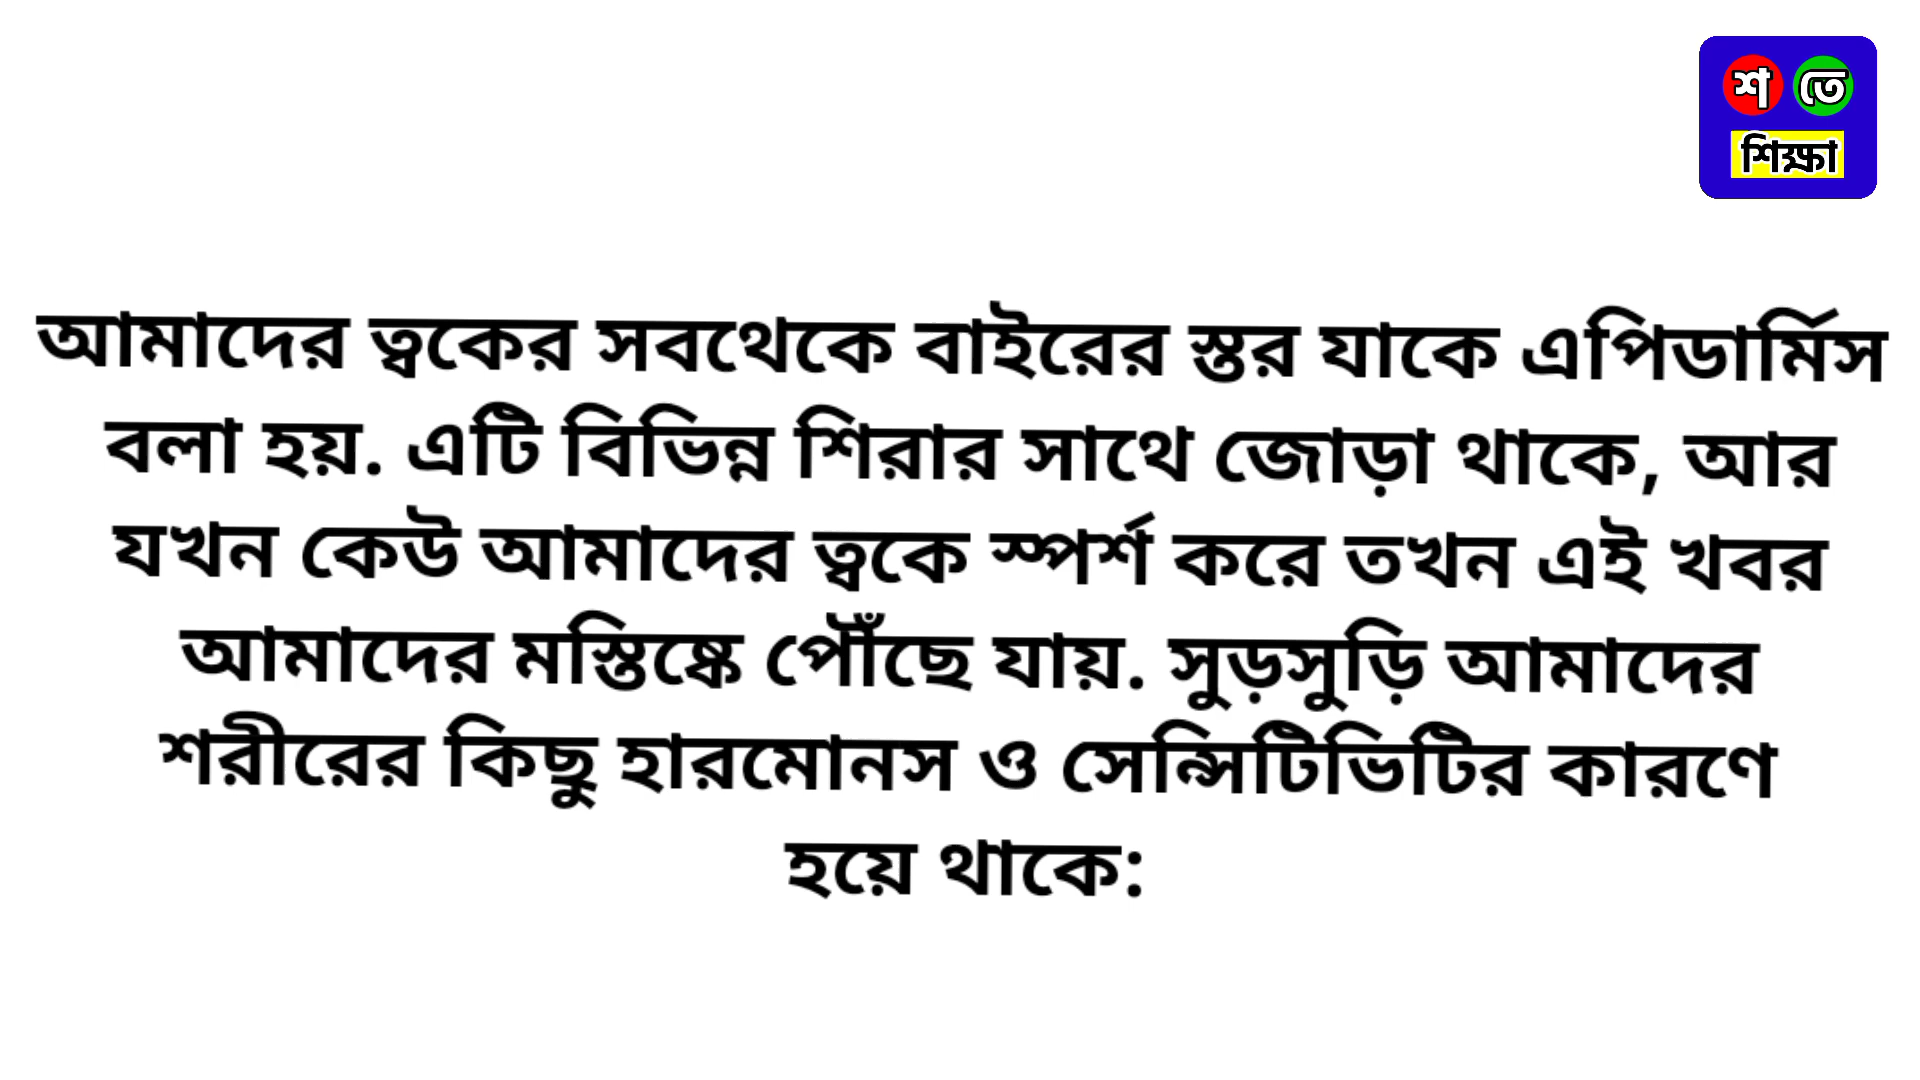 শ তে
শিক্ষা
আমাদের ত্বকের সবথেকে বাইরের স্তর যাকে এপিডার্মিস
বলা হয়. এটি বিভিন্ন শিরার সাথে জোড়া থাকে, আর
যখন কেউ আমাদের ত্বকে স্পর্শ করে তখন এই খবর
আমাদের মস্তিষ্কে পৌঁছে যায়. সুড়সুড়ি আমাদের
শরীরের কিছু হারমোনস ও সেন্সিটিভিটির কারণে
হয়ে থাকে: